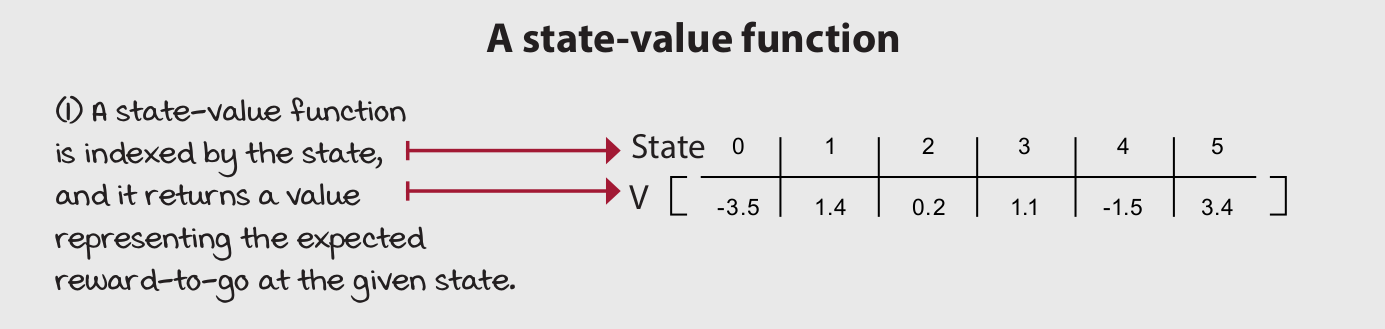 A state-value function
(1) A state-value function
is indexed by the state,
and it returns a value
representing the expected
reward-to-go at the given state.
State 0 1 2 3 4 5
V [ -3.5 1.4 0.2 1.1 -1.5 3.4 ]